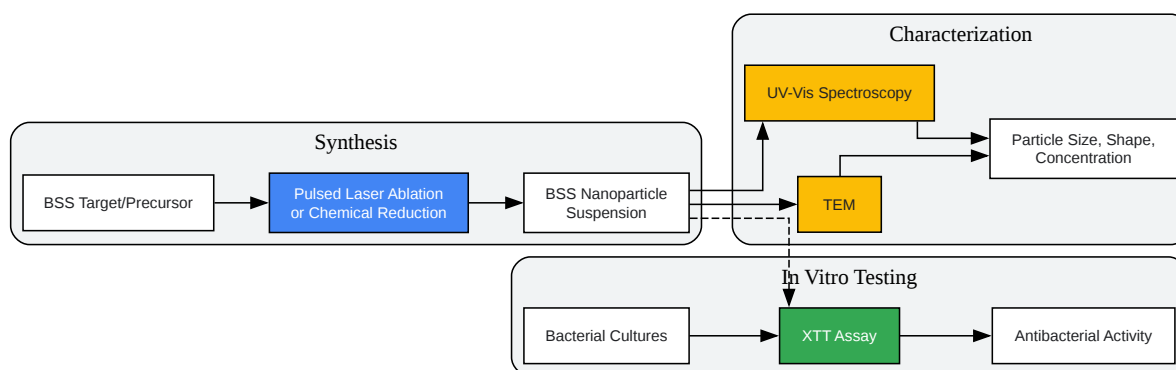 Characterization
UV-Vis Spectroscopy
Particle Size, Shape,
Concentration
TEM
Synthesis
BSS Target/Precursor
Pulsed Laser Ablation
or Chemical Reduction
BSS Nanoparticle
Suspension
In Vitro Testing
Bacterial Cultures
XTT Assay
Antibacterial Activity